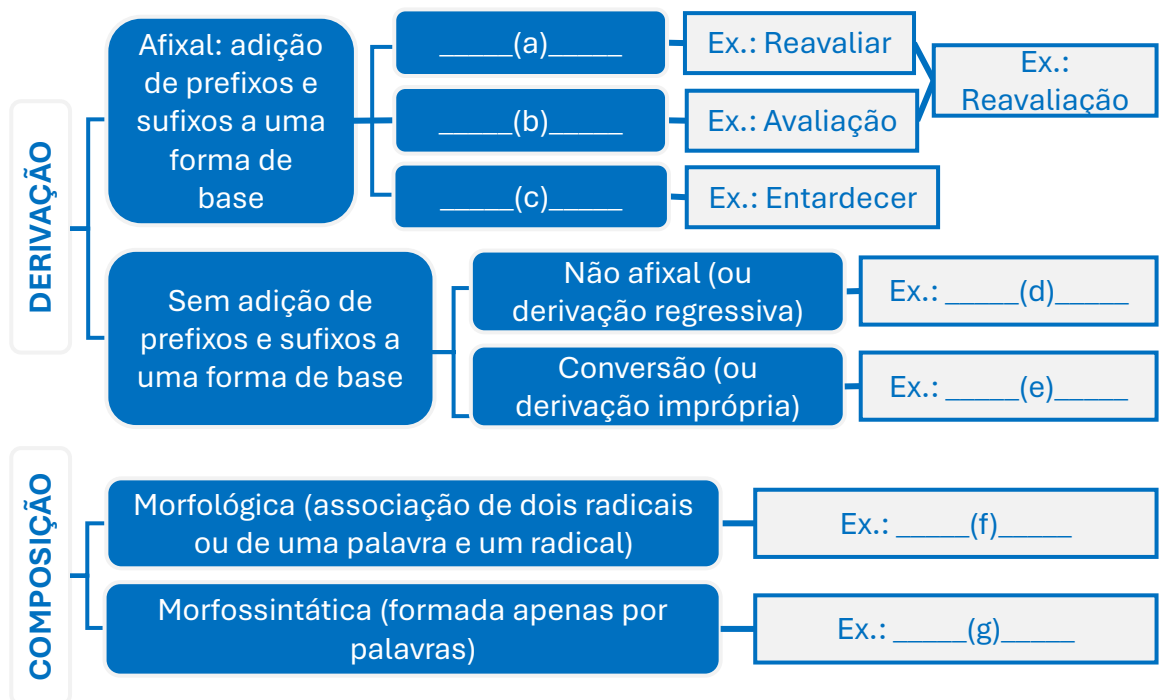 DERIVAÇÃO
Afixal: adição
de prefixos e
sufixos a uma
forma de
base
_____(a)_____
Ex.: Reavaliar
_____(b)_____
Ex.: Avaliação
Ex.:
Reavaliação
_____(c)_____
Ex.: Entardecer
Sem adição de
prefixos e sufixos a
uma forma de base
Não afixal (ou
derivação regressiva)
Ex.: _____(d)_____
Conversão (ou
derivação imprópria)
Ex.: _____(e)_____
COMPOSIÇÃO
Morfológica (associação de dois radicais
ou de uma palavra e um radical)
Ex.: _____(f)_____
Morfossintática (formada apenas por
palavras)
Ex.: _____(g)_____